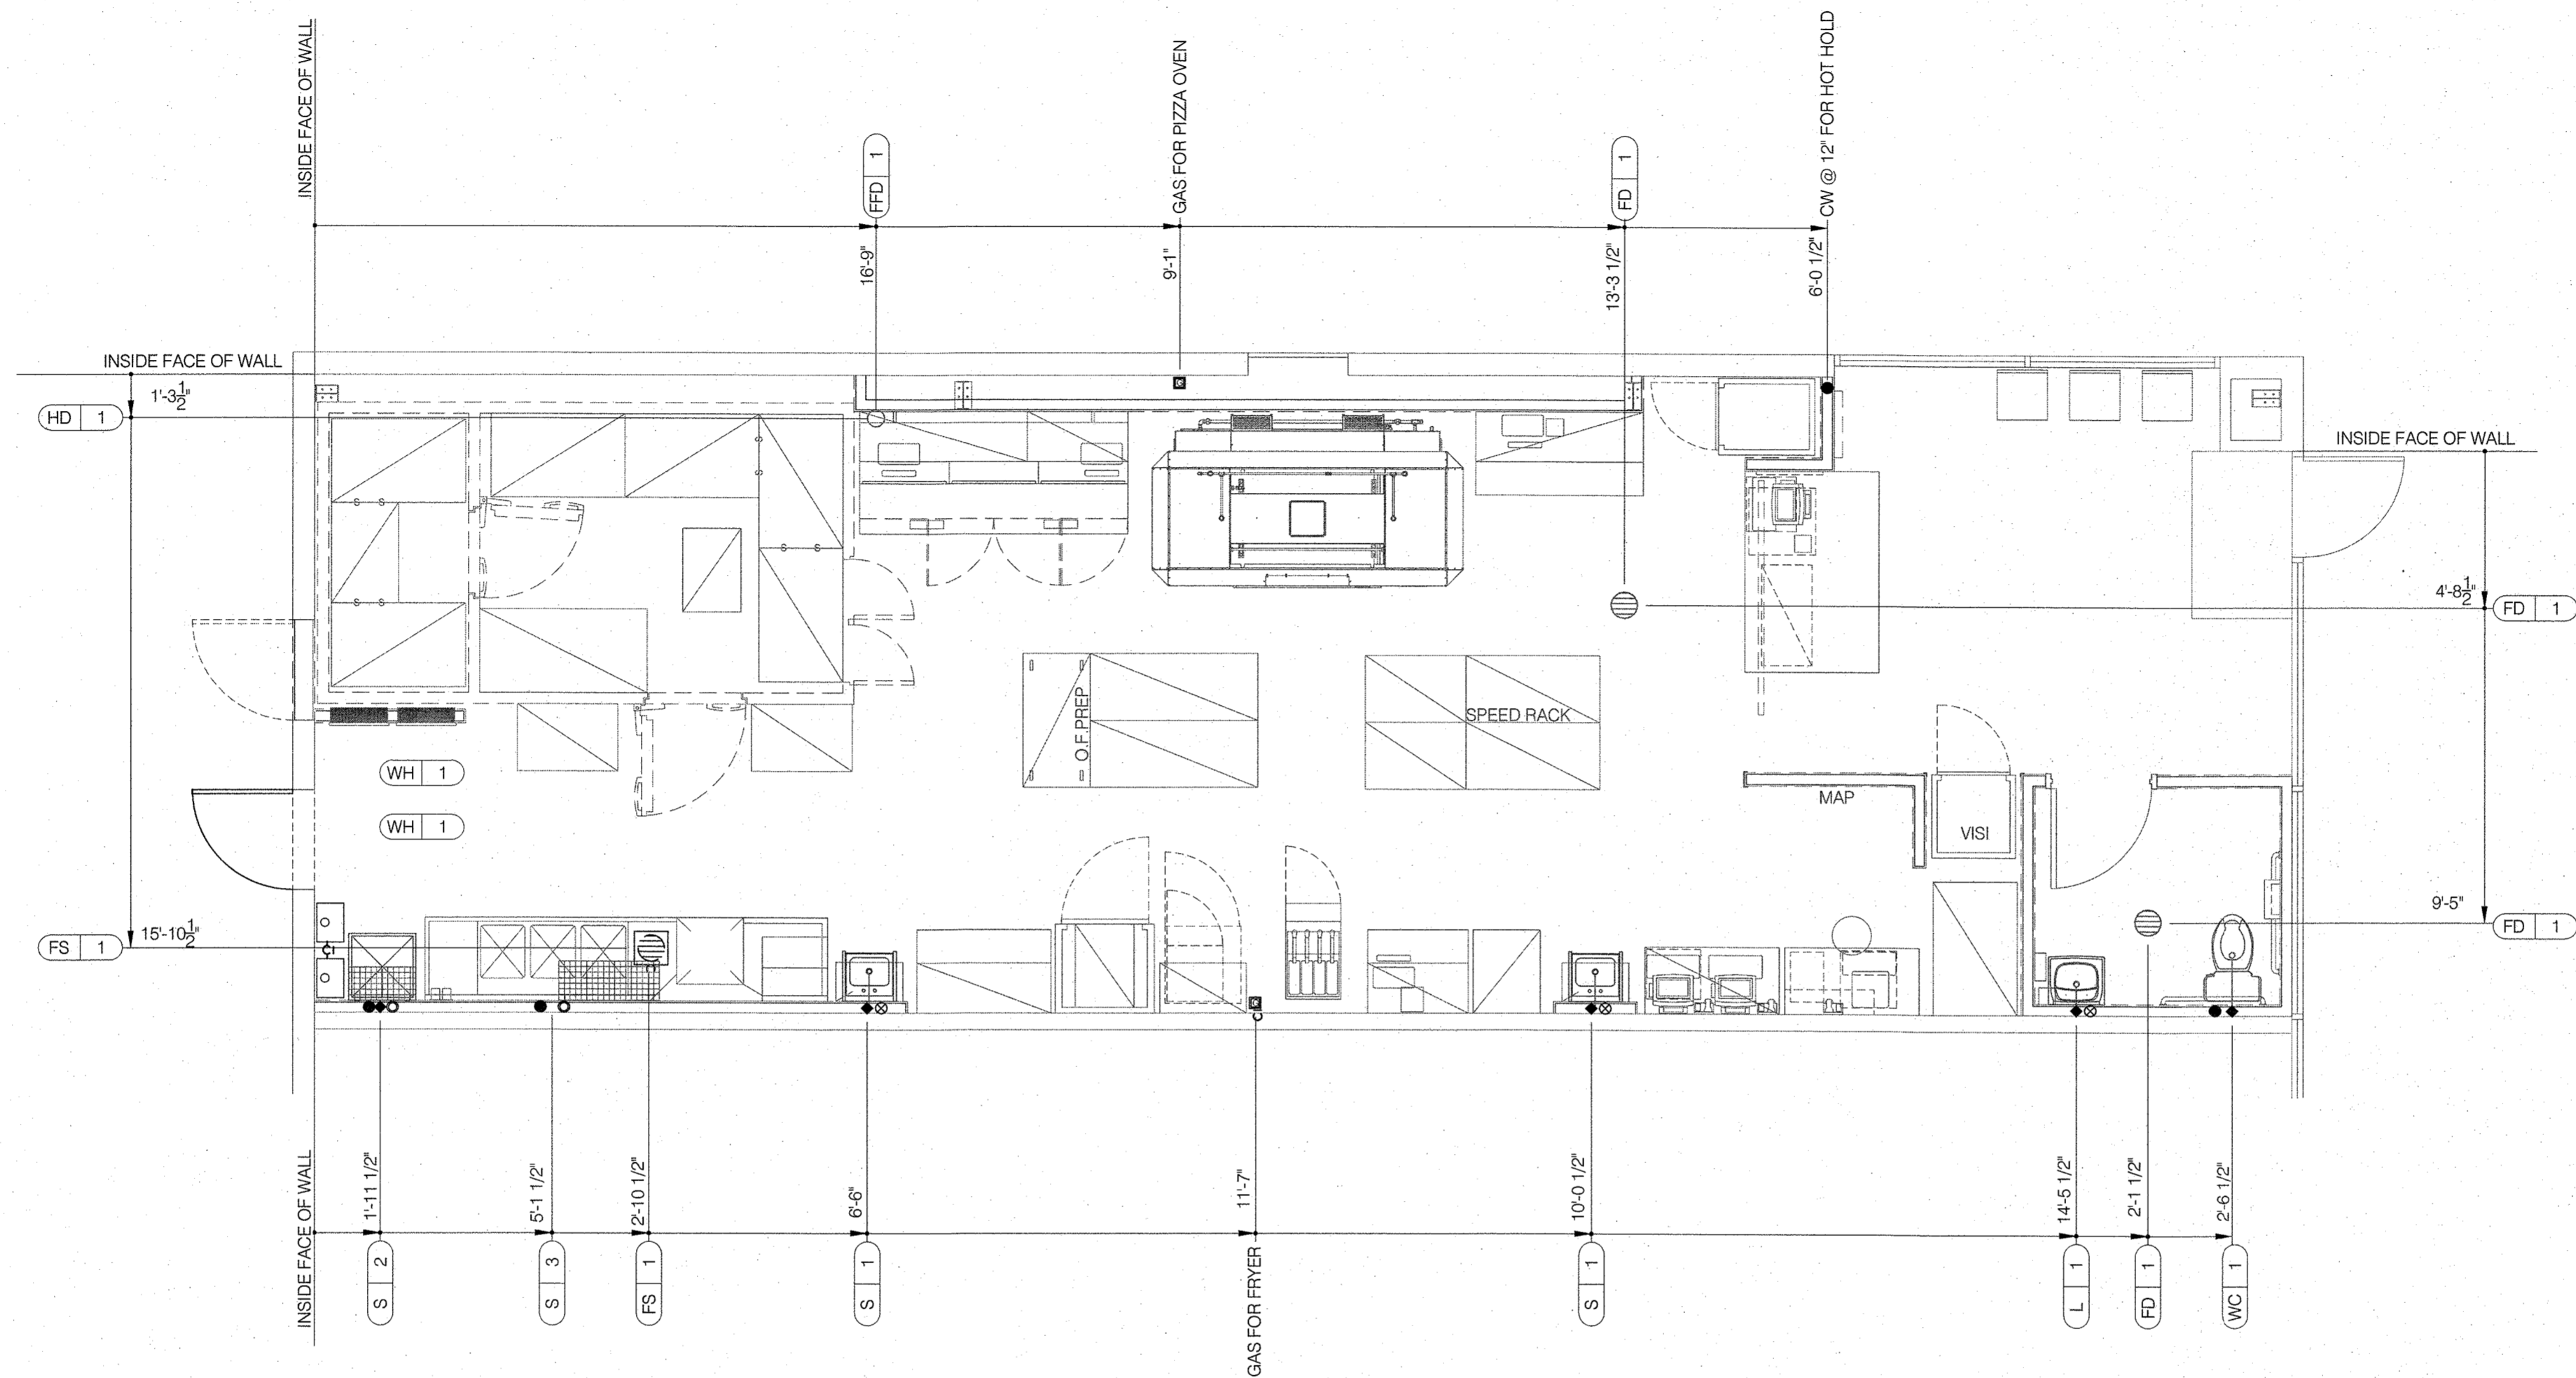 INSIDE FACE OF WALL
GAS FOR PIZZA OVEN
CW @ 12" FOR HOT HOLD
FFD 1
FD 1
16'-9"
9'-1"
13'-3 1/2"
6'-0 1/2"
INSIDE FACE OF WALL
1'-3 1/2"
HD 1
INSIDE FACE OF WALL
4'-8 1/2"
FD 1
O.F.PREP
SPEED RACK
WH 1
MAP
WH 1
VISI
9'-5"
FD 1
15'-10 1/2"
FS 1
S
S
S
S
S
S
S
S
INSIDE FACE OF WALL
1'-11 1/2"
5'-1 1/2"
2'-10 1/2"
6'-6"
11'-7"
10'-0 1/2"
14'-5 1/2"
2'-1 1/2"
2'-6 1/2"
S 2
S 3
FS 1
S 1
GAS FOR FRYER
S 1
L 1
FD 1
WC 1